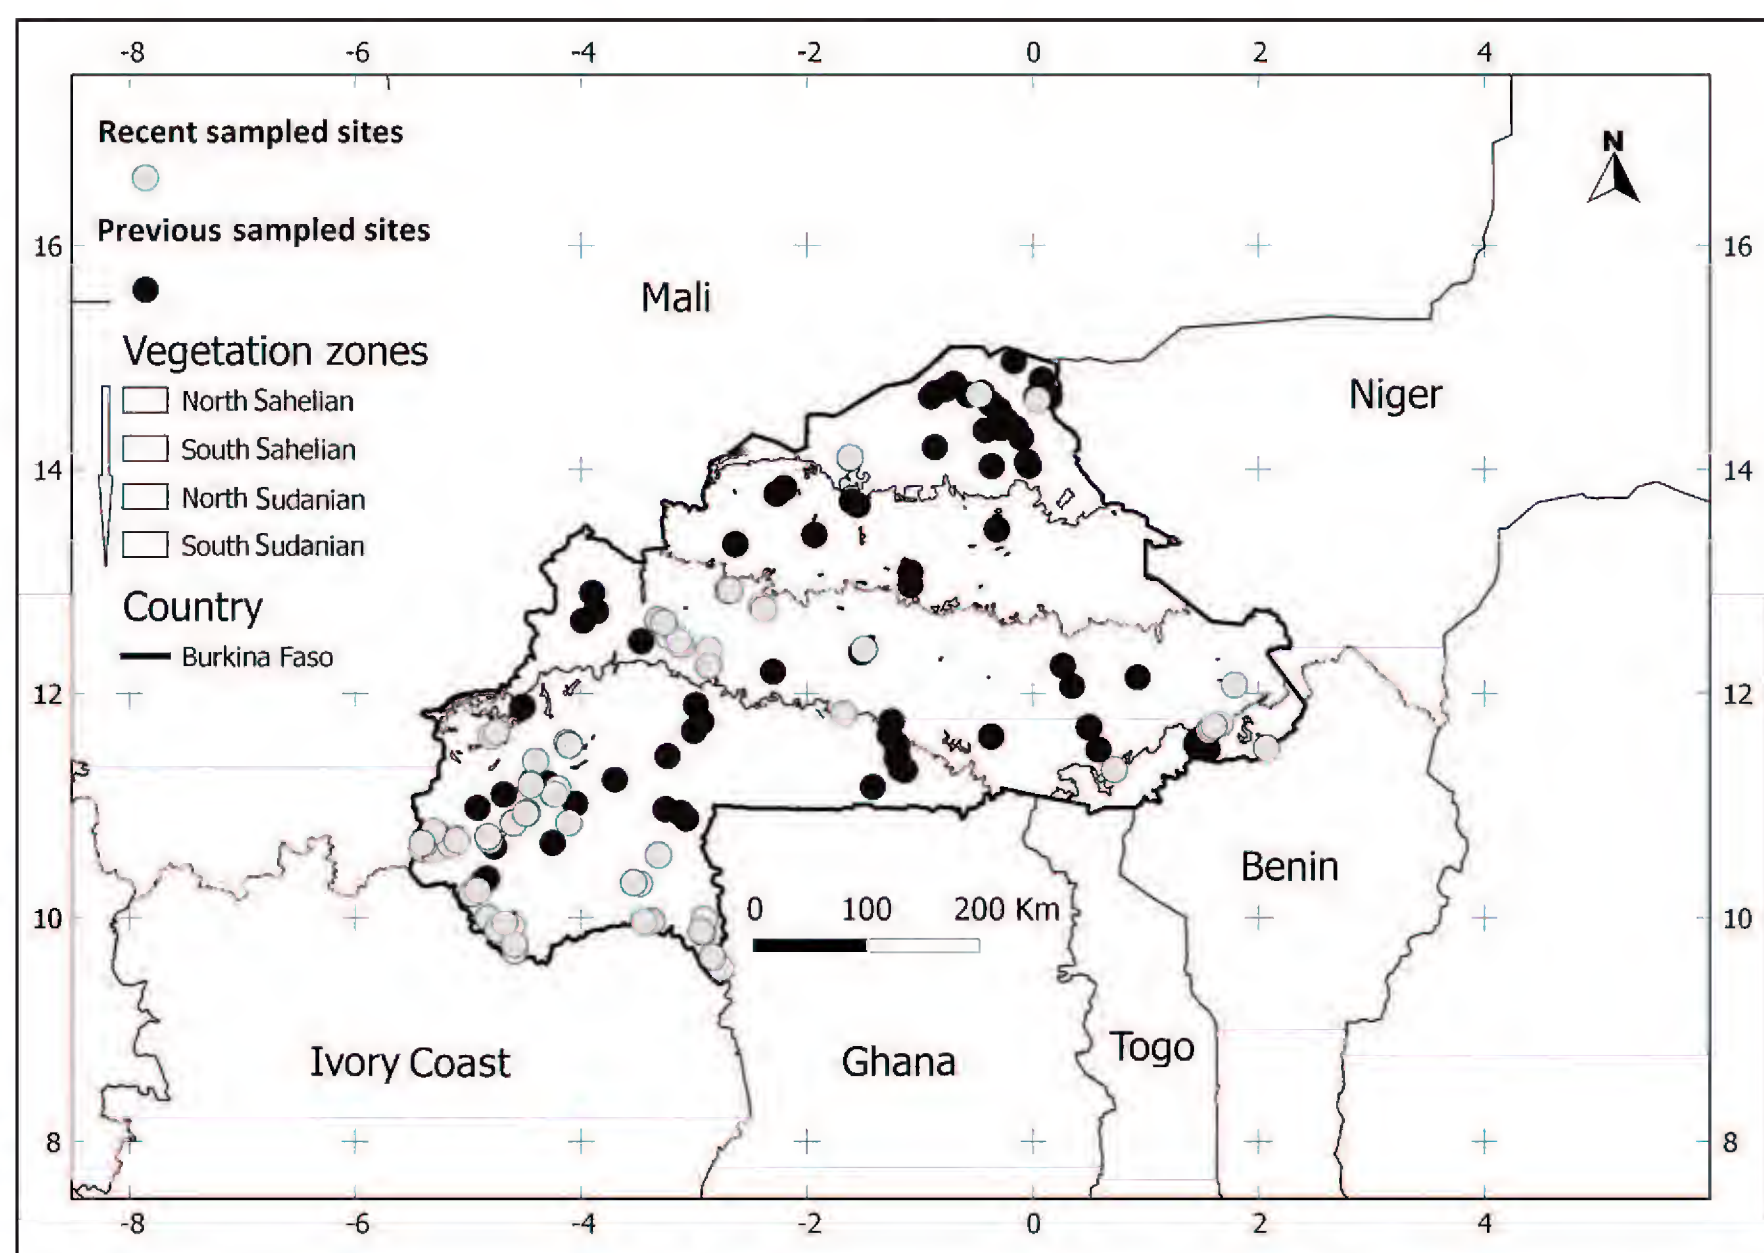 -8 -6 -4 -2 0 2 4
Recent sampled sites
N
Previous sampled sites
16 16
Mali
Vegetation zones
Niger
North Sahelian
South Sahelian
14 14
North Sudanian
South Sudanian
Country
Burkina Faso
12 12
Benin
0 100 200 Km
10 10
Togo
Ivory Coast
Ghana
8 8
-8 -6 -4 -2 0 2 4